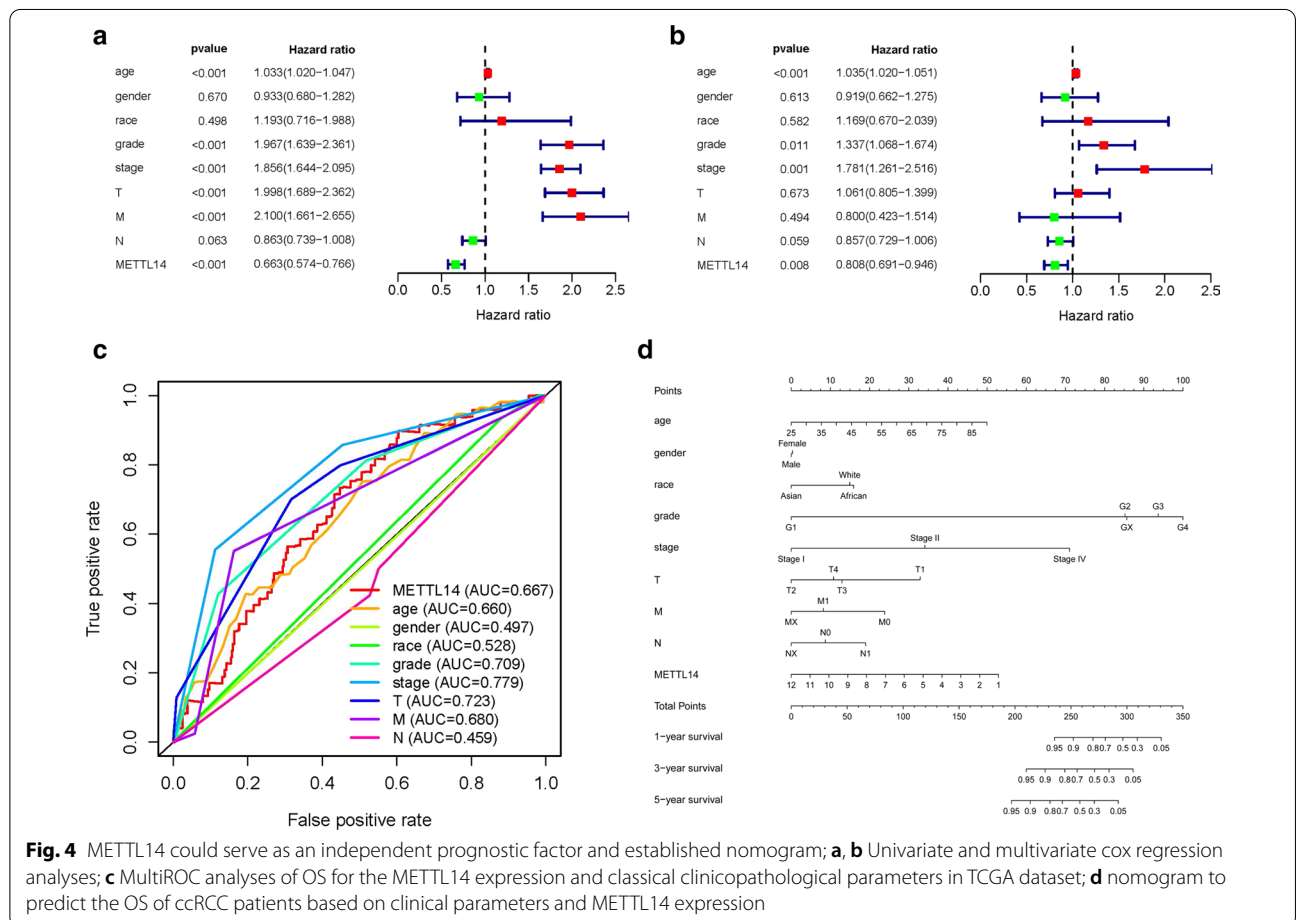 a
pvalue Hazard ratio
age <0.001 1.033(1.020−1.047)
gender 0.670 0.933(0.680−1.282)
race 0.498 1.193(0.716−1.988)
grade <0.001 1.967(1.639−2.361)
stage <0.001 1.856(1.644−2.095)
T <0.001 1.998(1.689−2.362)
M <0.001 2.100(1.661−2.655)
N 0.063 0.863(0.739−1.008)
METTL14 <0.001 0.663(0.574−0.766)
0.0 0.5 1.0 1.5 2.0 2.5
Hazard ratio
b
pvalue Hazard ratio
age <0.001 1.035(1.020−1.051)
gender 0.613 0.919(0.662−1.275)
race 0.582 1.169(0.670−2.039)
grade 0.011 1.337(1.068−1.674)
stage 0.001 1.781(1.261−2.516)
T 0.673 1.061(0.805−1.399)
M 0.494 0.800(0.423−1.514)
N 0.059 0.857(0.729−1.006)
METTL14 0.008 0.808(0.691−0.946)
0.0 0.5 1.0 1.5 2.0 2.5
Hazard ratio
c
True positive rate
1.0
0.8
0.6
0.4
0.2
0.0
METTL14 (AUC=0.667)
age (AUC=0.660)
gender (AUC=0.497)
race (AUC=0.528)
grade (AUC=0.709)
stage (AUC=0.779)
T (AUC=0.723)
M (AUC=0.680)
N (AUC=0.459)
0.0 0.2 0.4 0.6 0.8 1.0
False positive rate
d
Points 0 10 20 30 40 50 60 70 80 90 100
age
25 35 45 55 65 75 85
Female
gender
Male
White
race
Asian African
G2 G3
grade
G1 GX G4
Stage II
stage
Stage I Stage IV
T4 T1
T
T2 T3
M1
M
MX M0
N0
N
NX N1
METTL14
12 11 10 9 8 7 6 5 4 3 2 1
Total Points
0 50 100 150 200 250 300 350
1-year survival
0.95 0.9 0.80.7 0.5 0.3 0.05
3-year survival
0.95 0.9 0.80.7 0.5 0.3 0.05
5-year survival
0.95 0.9 0.80.7 0.5 0.3 0.05
Fig. 4 METTL14 could serve as an independent prognostic factor and established nomogram; a, b Univariate and multivariate cox regression
analyses; c MultiROC analyses of OS for the METTL14 expression and classical clinicopathological parameters in TCGA dataset; d nomogram to
predict the OS of ccRCC patients based on clinical parameters and METTL14 expression